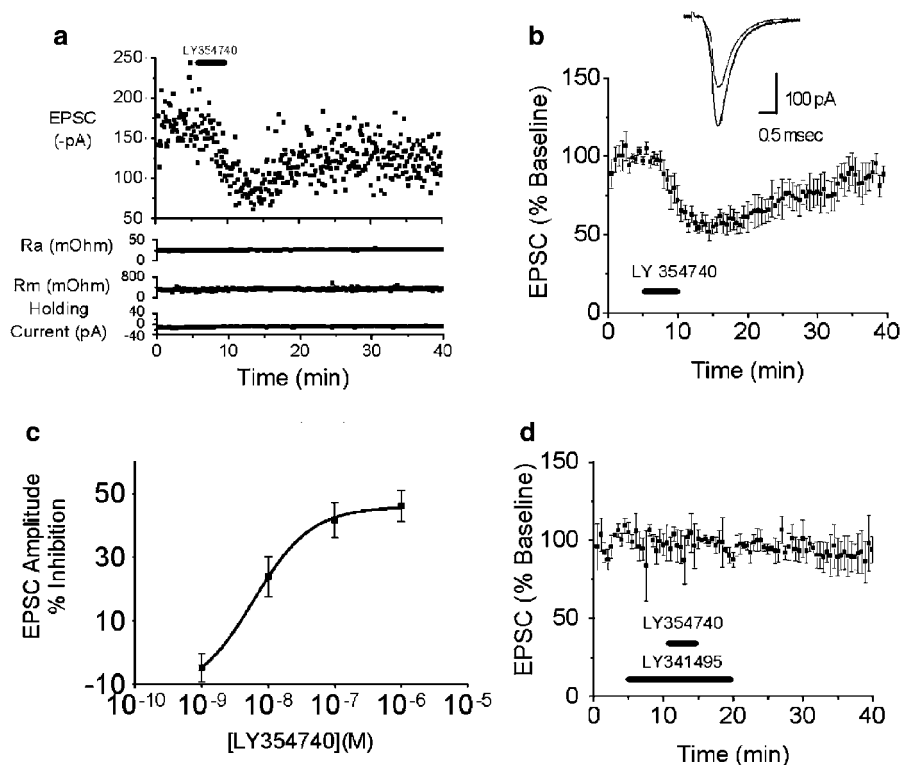 a
LY354740
250
200
EPSC
(-pA)
150
100
50
Ra (mOhm)
50
0
Rm (mOhm)
800
0
Holding
Current (pA)
40
0
-40
0 10 20 30 40
Time (min)
b
100 pA
0.5 msec
150
100
50
0
EPSC (% Baseline)
LY 354740
0 10 20 30 40
Time (min)
c
EPSC Amplitude
% Inhibition
50
30
10
-10
10⁻¹⁰ 10⁻⁹ 10⁻⁸ 10⁻⁷ 10⁻⁶ 10⁻⁵
[LY354740](M)
d
150
100
50
0
EPSC (% Baseline)
LY354740
LY341495
0 10 20 30 40
Time (min)